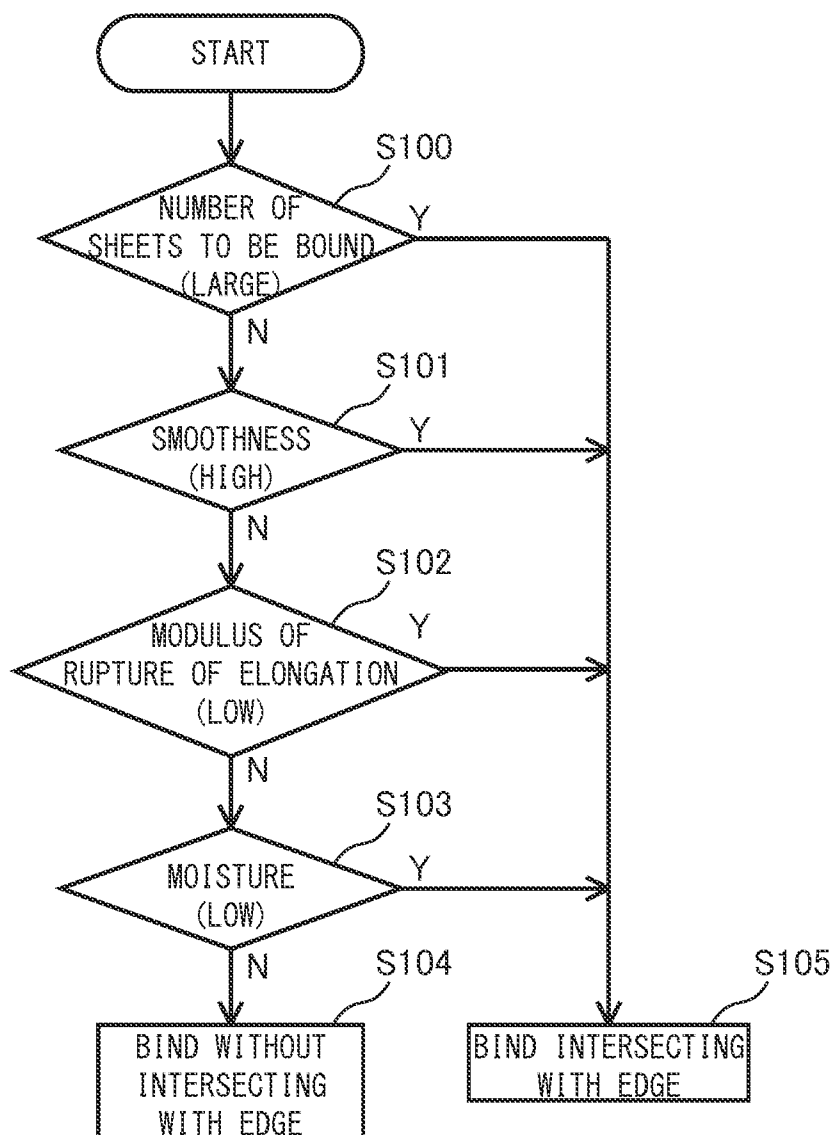 START
S100
NUMBER OF
SHEETS TO BE BOUND
(LARGE)
Y
N
S101
SMOOTHNESS
(HIGH)
Y
N
S102
MODULUS OF
RUPTURE OF ELONGATION
(LOW)
Y
N
S103
MOISTURE
(LOW)
Y
N
S104
BIND WITHOUT
INTERSECTING
WITH EDGE
S105
BIND INTERSECTING
WITH EDGE